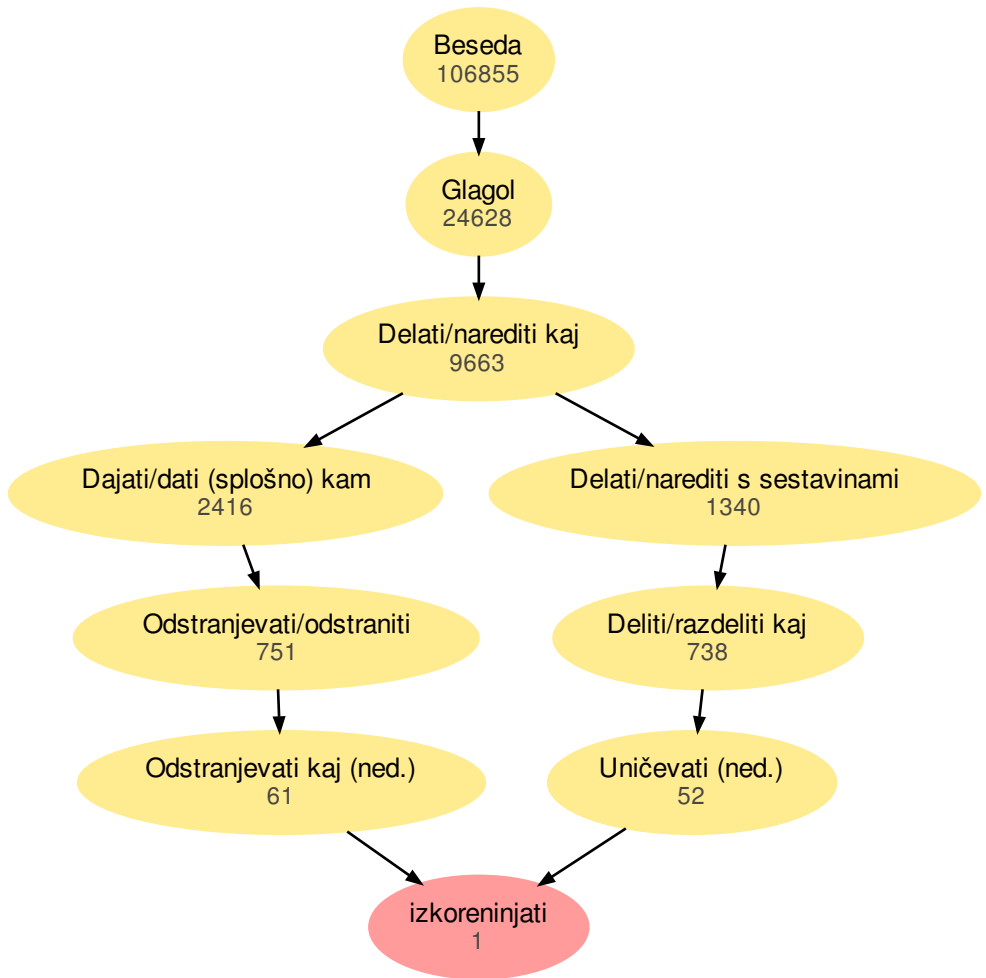 Beseda
106855
Glagol
24628
Delati/narediti kaj
9663
Dajati/dati (splošno) kam
2416
Delati/narediti s sestavinami
1340
Odstranjevati/odstraniti
751
Deliti/razdeliti kaj
738
Odstranjevati kaj (ned.)
61
Uničevati (ned.)
52
izkoreninjati
1